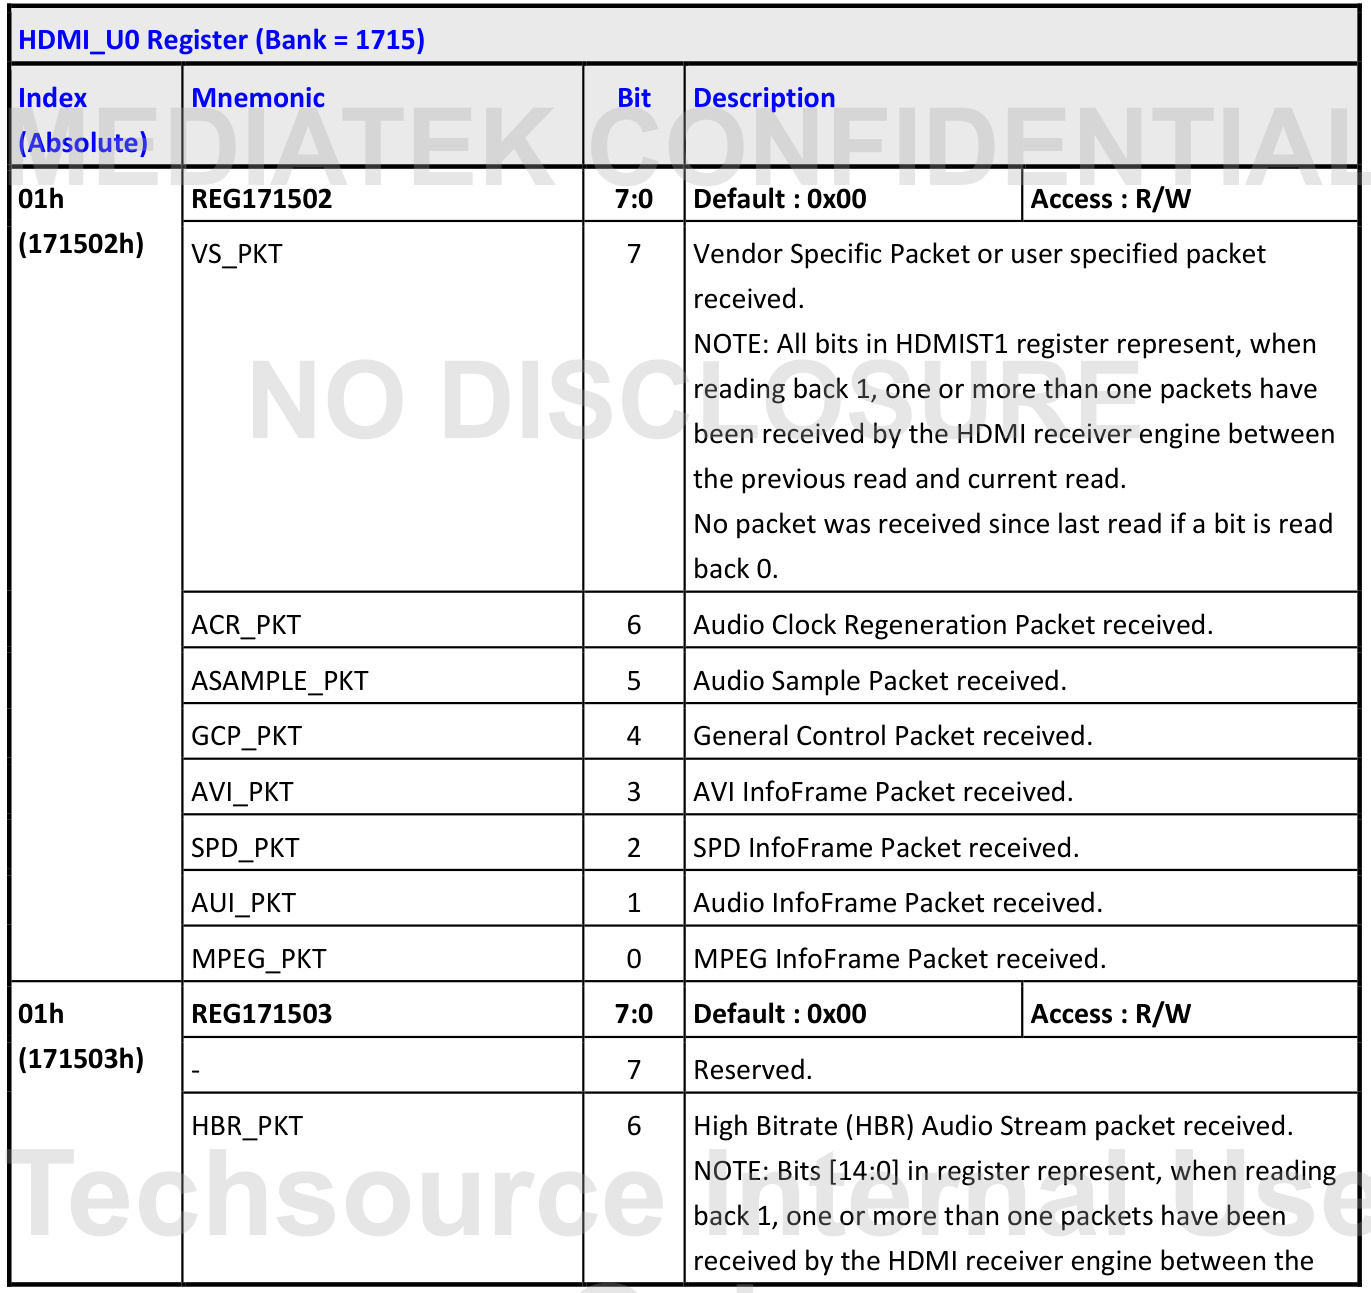 HDMI_U0 Register (Bank = 1715)
Index
(Absolute)
Mnemonic
Bit
Description
MEDIATEK CONFIDENTIAL
01h
(171502h)
REG171502
7:0
Default : 0x00
Access : R/W
VS_PKT
7
Vendor Specific Packet or user specified packet
received.
NOTE: All bits in HDMIST1 register represent, when
reading back 1, one or more than one packets have
been received by the HDMI receiver engine between
the previous read and current read.
No packet was received since last read if a bit is read
back 0.
NO DISCLOSURE
ACR_PKT
6
Audio Clock Regeneration Packet received.
ASAMPLE_PKT
5
Audio Sample Packet received.
GCP_PKT
4
General Control Packet received.
AVI_PKT
3
AVI InfoFrame Packet received.
SPD_PKT
2
SPD InfoFrame Packet received.
AUI_PKT
1
Audio InfoFrame Packet received.
MPEG_PKT
0
MPEG InfoFrame Packet received.
01h
(171503h)
REG171503
7:0
Default : 0x00
Access : R/W
-
7
Reserved.
HBR_PKT
6
High Bitrate (HBR) Audio Stream packet received.
NOTE: Bits [14:0] in register represent, when reading
back 1, one or more than one packets have been
received by the HDMI receiver engine between the
Techsource Internal Use